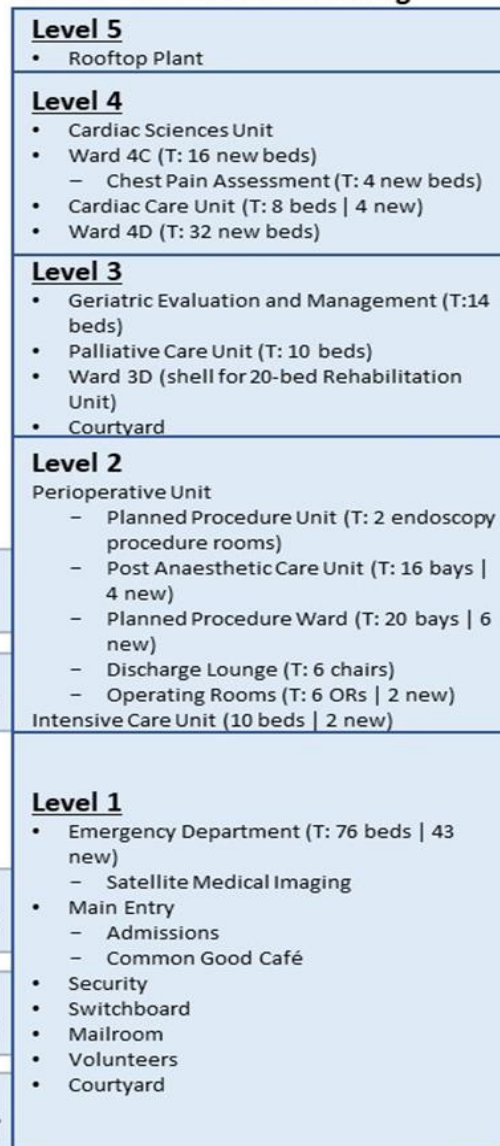 Level 5
• Rooftop Plant
Level 4
• Cardiac Sciences Unit
• Ward 4C (T: 16 new beds)
– Chest Pain Assessment (T: 4 new beds)
• Cardiac Care Unit (T: 8 beds | 4 new)
• Ward 4D (T: 32 new beds)
Level 3
• Geriatric Evaluation and Management (T:14
beds)
• Palliative Care Unit (T: 10 beds)
• Ward 3D (shell for 20-bed Rehabilitation
Unit)
• Courtyard
Level 2
Perioperative Unit
– Planned Procedure Unit (T: 2 endoscopy
procedure rooms)
– Post Anaesthetic Care Unit (T: 16 bays |
4 new)
– Planned Procedure Ward (T: 20 bays | 6
new)
– Discharge Lounge (T: 6 chairs)
– Operating Rooms (T: 6 ORs | 2 new)
Intensive Care Unit (10 beds | 2 new)
Level 1
• Emergency Department (T: 76 beds | 43
new)
– Satellite Medical Imaging
• Main Entry
– Admissions
– Common Good Café
• Security
• Switchboard
• Mailroom
• Volunteers
• Courtyard